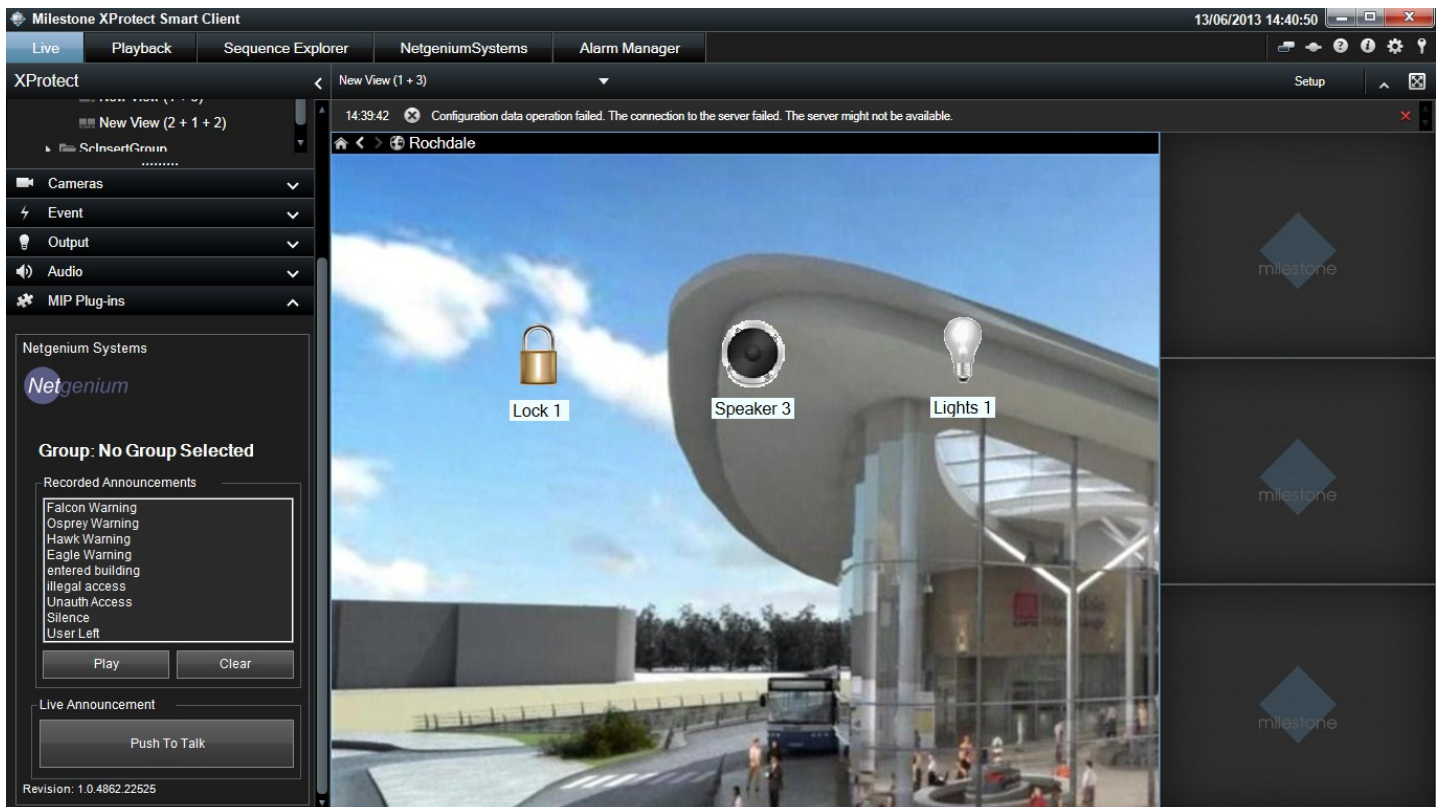 Milestone XProtect Smart Client
13/06/2013 14:40:50
Live
Playback
Sequence Explorer
NetgeniumSystems
Alarm Manager
XProtect
New View (1 + 3)
Setup
New View (1 + 3)
New View (2 + 1 + 2)
ScInsertGroup
14:39:42 Configuration data operation failed. The connection to the server failed. The server might not be available.
Rochdale
Cameras
Event
Output
Audio
MIP Plug-ins
Netgenium Systems
Netgenium
Group: No Group Selected
Recorded Announcements
Falcon Warning
Osprey Warning
Hawk Warning
Eagle Warning
entered building
illegal access
Unauth Access
Silence
User Left
Play
Clear
Live Announcement
Push To Talk
Revision: 1.0.4862.22525
Lock 1
Speaker 3
Lights 1
Rochdale
milestone
milestone
milestone